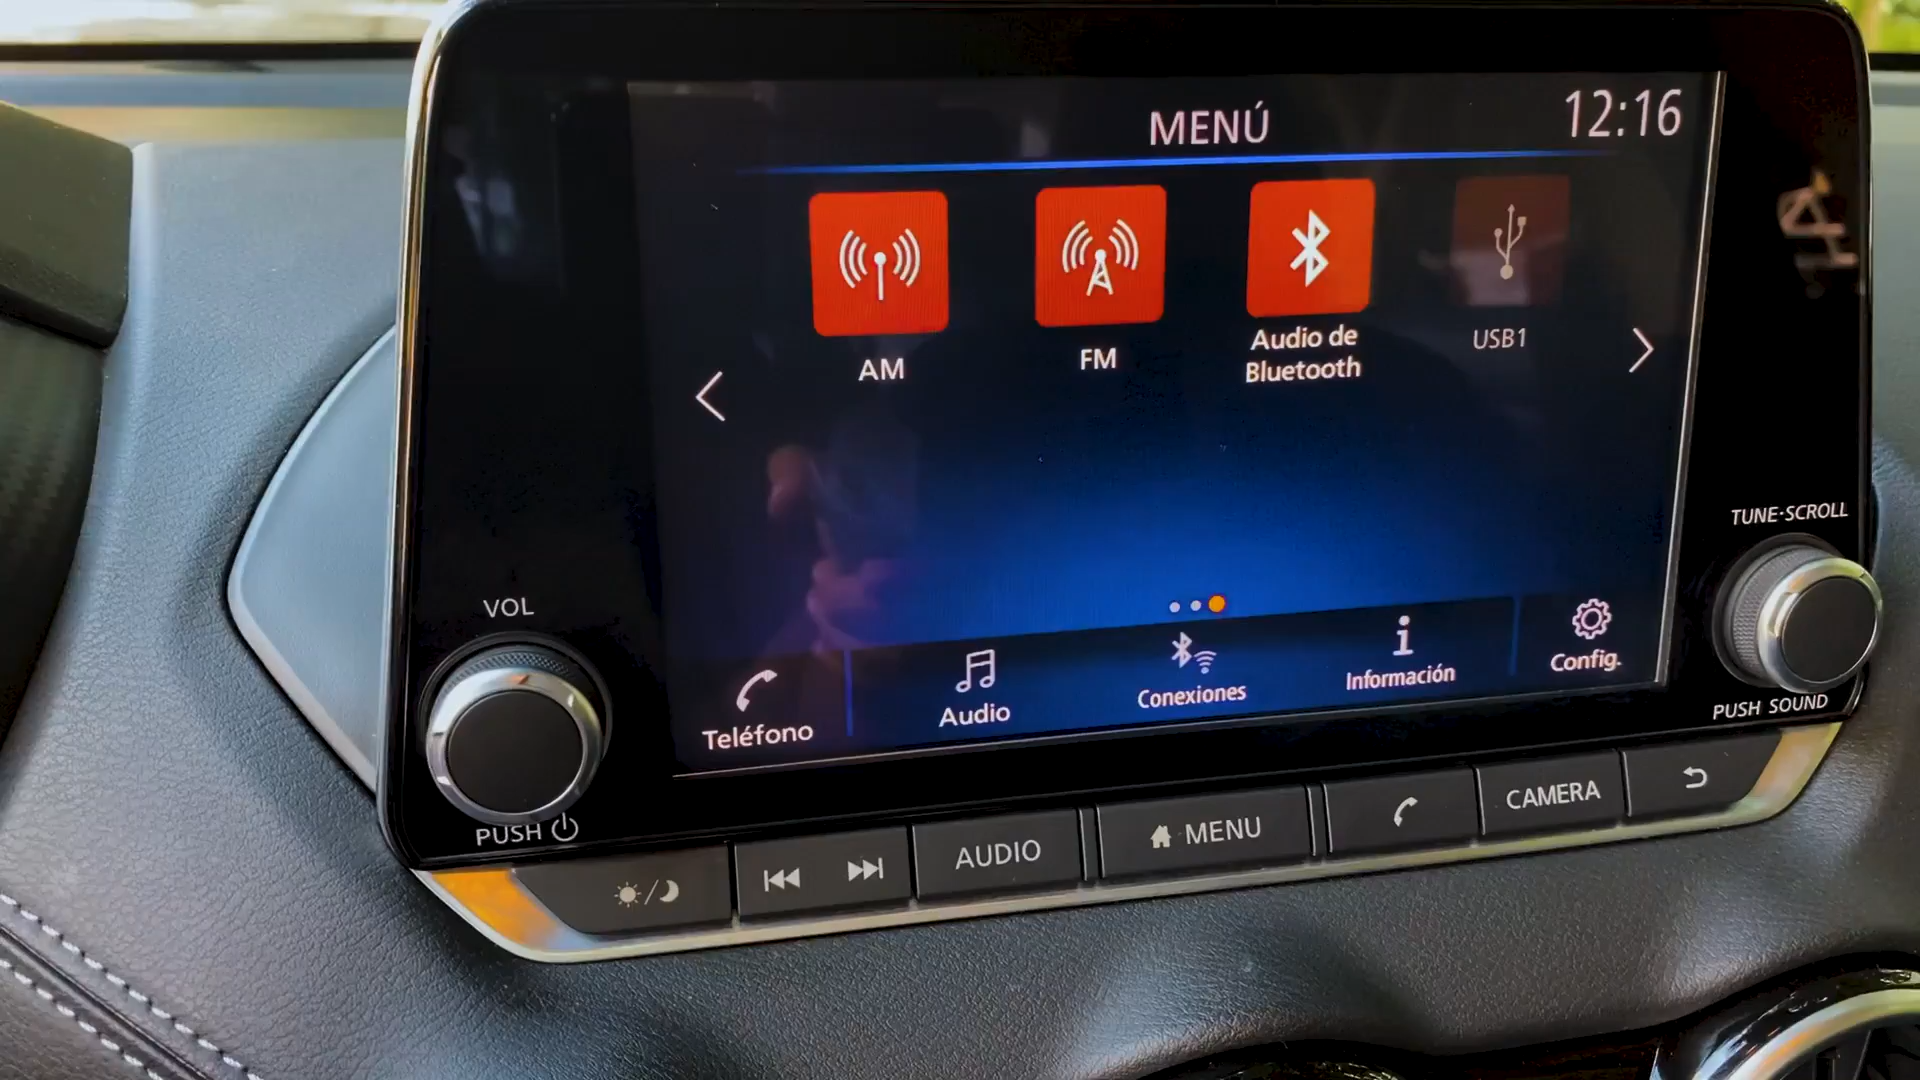 MENÚ
12:16
AM
FM
Audio de
Bluetooth
USB1
TUNE·SCROLL
VOL
Teléfono
Audio
Conexiones
Información
Config.
PUSH SOUND
PUSH
AUDIO
MENU
CAMERA